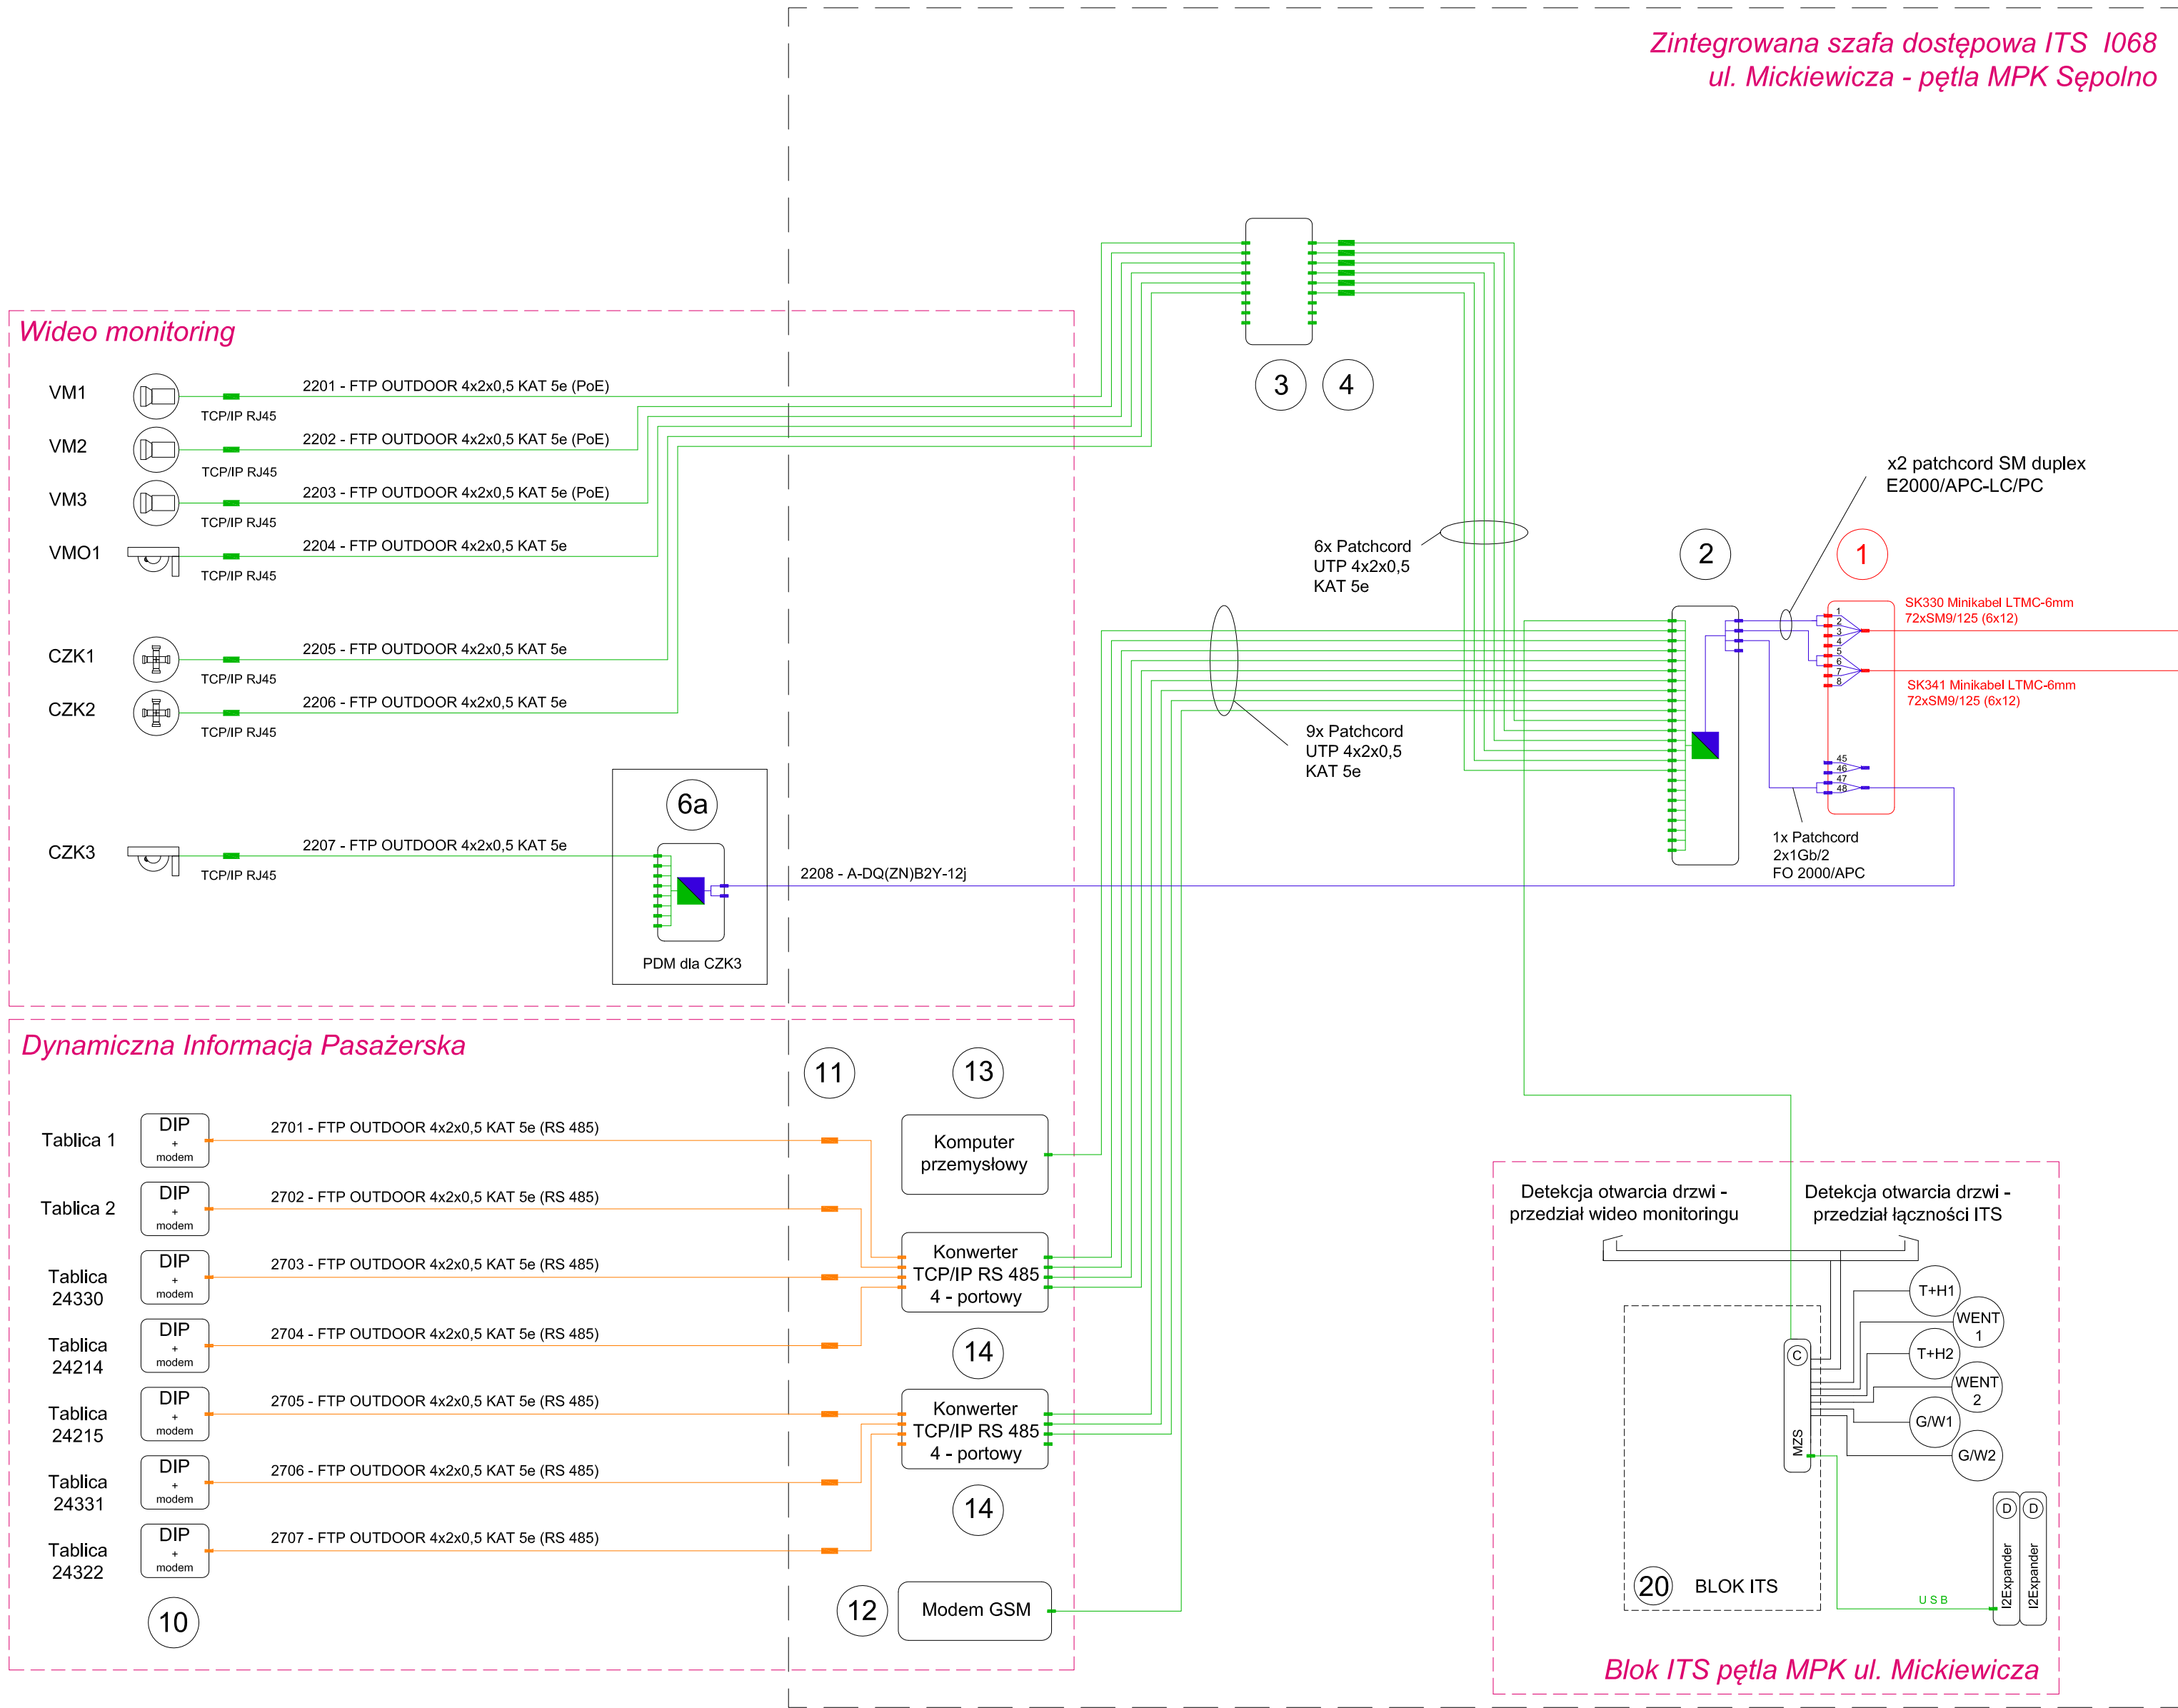 Zintegrowana szafa dostępowa ITS I068
ul. Mickiewicza - pętla MPK Sępolno
Wideo monitoring
VM1
2201 - FTP OUTDOOR 4x2x0,5 KAT 5e (PoE)
TCP/IP RJ45
VM2
2202 - FTP OUTDOOR 4x2x0,5 KAT 5e (PoE)
TCP/IP RJ45
VM3
2203 - FTP OUTDOOR 4x2x0,5 KAT 5e (PoE)
TCP/IP RJ45
VMO1
2204 - FTP OUTDOOR 4x2x0,5 KAT 5e
TCP/IP RJ45
CZK1
2205 - FTP OUTDOOR 4x2x0,5 KAT 5e
TCP/IP RJ45
CZK2
2206 - FTP OUTDOOR 4x2x0,5 KAT 5e
TCP/IP RJ45
CZK3
2207 - FTP OUTDOOR 4x2x0,5 KAT 5e
TCP/IP RJ45
6a
PDM dla CZK3
2208 - A-DQ(ZN)B2Y-12j
3
4
6x Patchcord
UTP 4x2x0,5
KAT 5e
9x Patchcord
UTP 4x2x0,5
KAT 5e
x2 patchcord SM duplex
E2000/APC-LC/PC
2
1
SK330 Minikabel LTMC-6mm
72xSM9/125 (6x12)
SK341 Minikabel LTMC-6mm
72xSM9/125 (6x12)
1
2
3
4
5
6
7
8
45
46
47
48
1x Patchcord
2x1Gb/2
FO 2000/APC
Dynamiczna Informacja Pasażerska
11
13
Tablica 1
DIP
+
modem
2701 - FTP OUTDOOR 4x2x0,5 KAT 5e (RS 485)
Tablica 2
DIP
+
modem
2702 - FTP OUTDOOR 4x2x0,5 KAT 5e (RS 485)
Tablica
24330
DIP
+
modem
2703 - FTP OUTDOOR 4x2x0,5 KAT 5e (RS 485)
Tablica
24214
DIP
+
modem
2704 - FTP OUTDOOR 4x2x0,5 KAT 5e (RS 485)
Tablica
24215
DIP
+
modem
2705 - FTP OUTDOOR 4x2x0,5 KAT 5e (RS 485)
Tablica
24331
DIP
+
modem
2706 - FTP OUTDOOR 4x2x0,5 KAT 5e (RS 485)
Tablica
24322
DIP
+
modem
2707 - FTP OUTDOOR 4x2x0,5 KAT 5e (RS 485)
10
Komputer
przemysłowy
Konwerter
TCP/IP RS 485
4 - portowy
14
Konwerter
TCP/IP RS 485
4 - portowy
14
12
Modem GSM
Detekcja otwarcia drzwi -
przedział wideo monitoringu
Detekcja otwarcia drzwi -
przedział łączności ITS
T+H1
WENT
1
T+H2
WENT
2
G/W1
G/W2
C
MZS
D
D
I2Expander
I2Expander
USB
20
BLOK ITS
Blok ITS pętla MPK ul. Mickiewicza